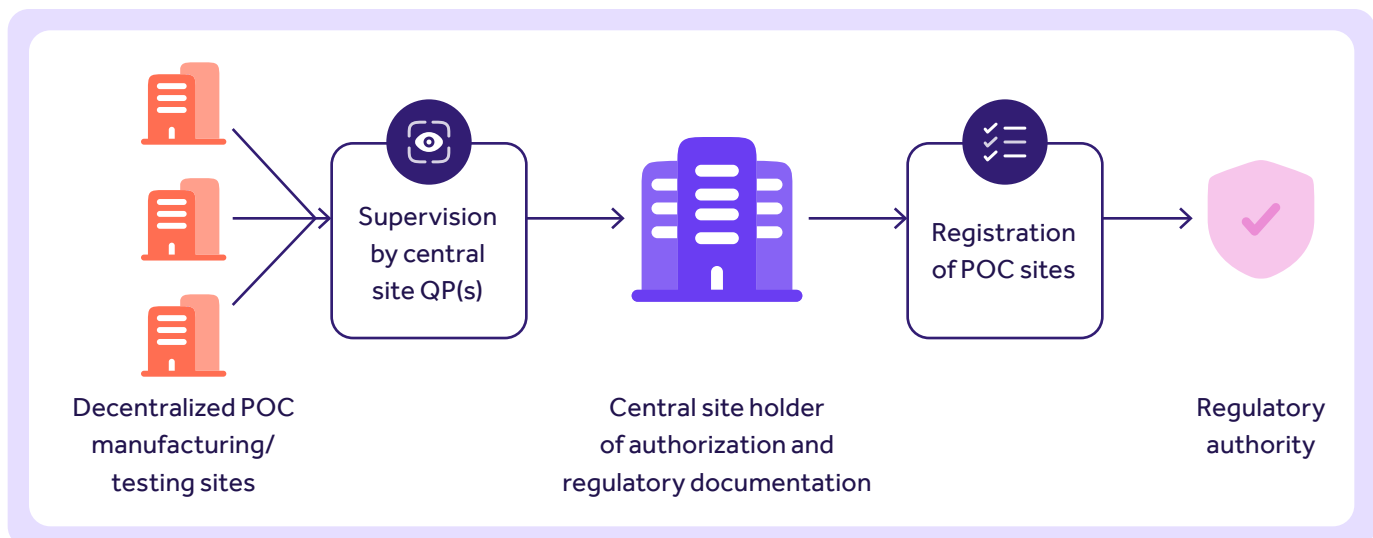 Supervision
by central
site QP(s)
Registration
of POC sites
Decentralized POC
manufacturing/
testing sites
Central site holder
of authorization and
regulatory documentation
Regulatory
authority